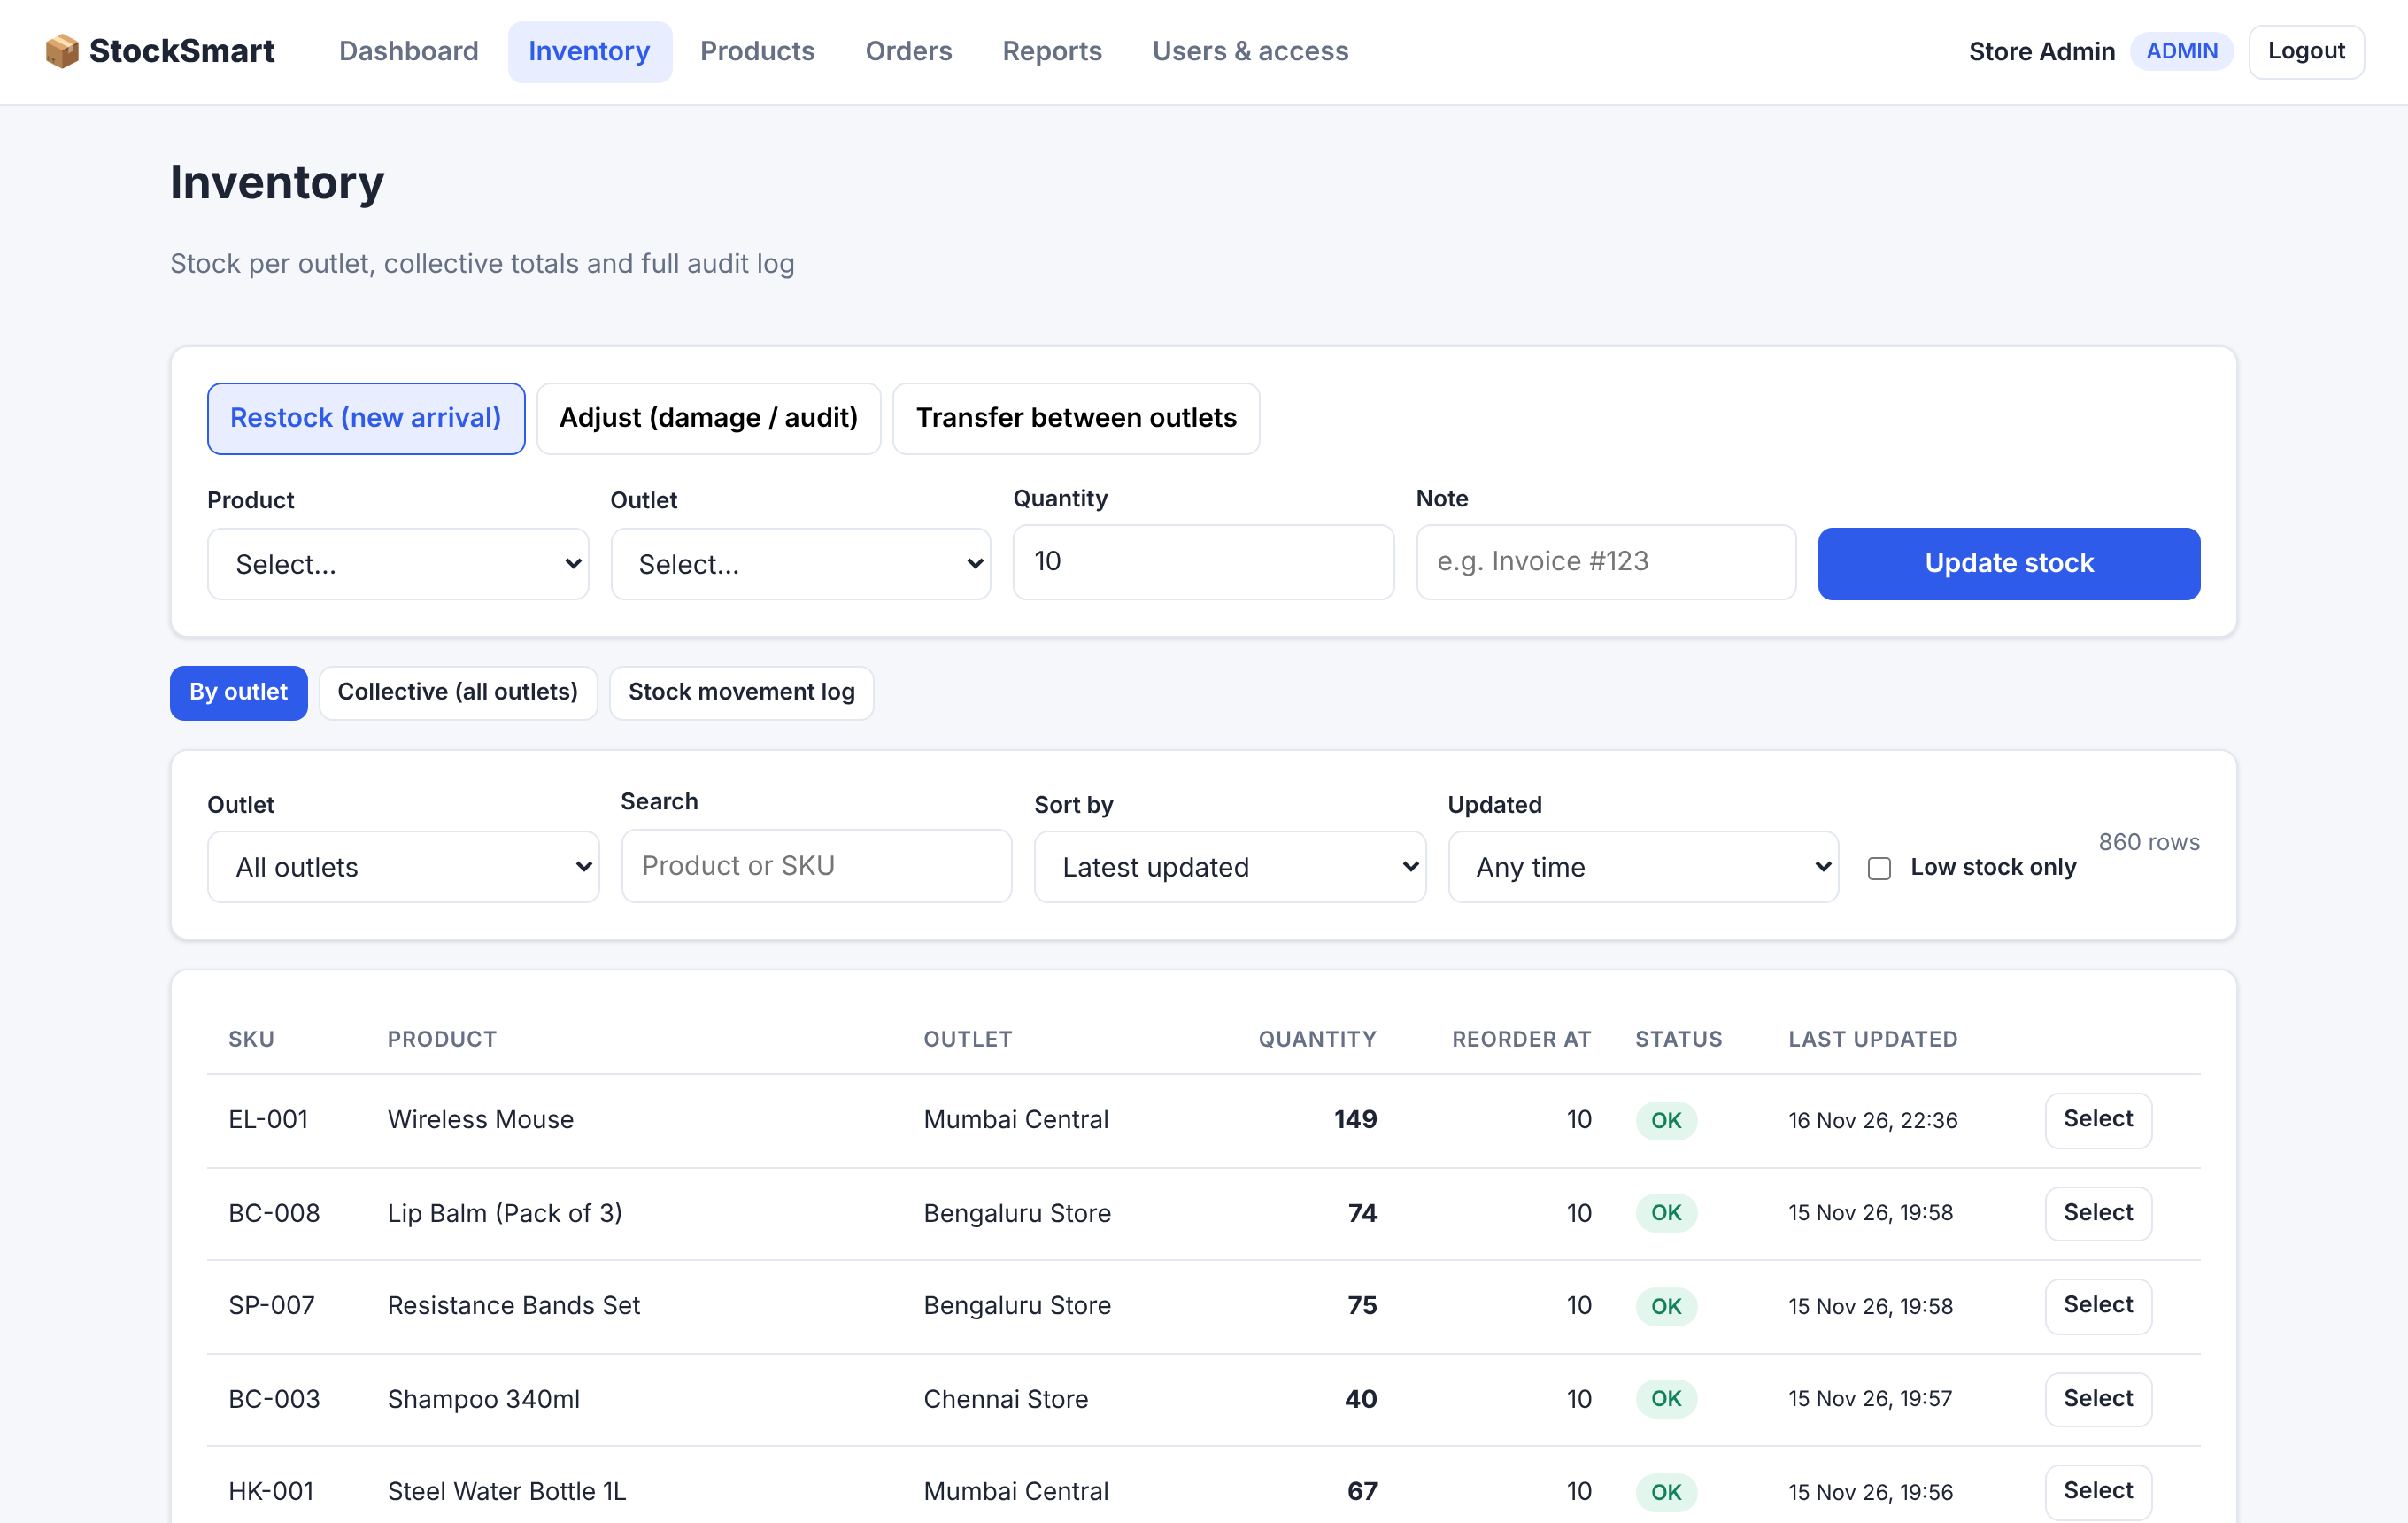 StockSmart Dashboard Inventory Products Orders Reports Users & access Store Admin ADMIN Logout
Inventory
Stock per outlet, collective totals and full audit log
Restock (new arrival) Adjust (damage / audit) Transfer between outlets
Product Outlet Quantity Note
Select... Select... 10 e.g. Invoice #123 Update stock
By outlet Collective (all outlets) Stock movement log
Outlet Search Sort by Updated
All outlets Product or SKU Latest updated Any time Low stock only 860 rows
SKU PRODUCT OUTLET QUANTITY REORDER AT STATUS LAST UPDATED
EL-001 Wireless Mouse Mumbai Central 149 10 OK 16 Nov 26, 22:36 Select
BC-008 Lip Balm (Pack of 3) Bengaluru Store 74 10 OK 15 Nov 26, 19:58 Select
SP-007 Resistance Bands Set Bengaluru Store 75 10 OK 15 Nov 26, 19:58 Select
BC-003 Shampoo 340ml Chennai Store 40 10 OK 15 Nov 26, 19:57 Select
HK-001 Steel Water Bottle 1L Mumbai Central 67 10 OK 15 Nov 26, 19:56 Select